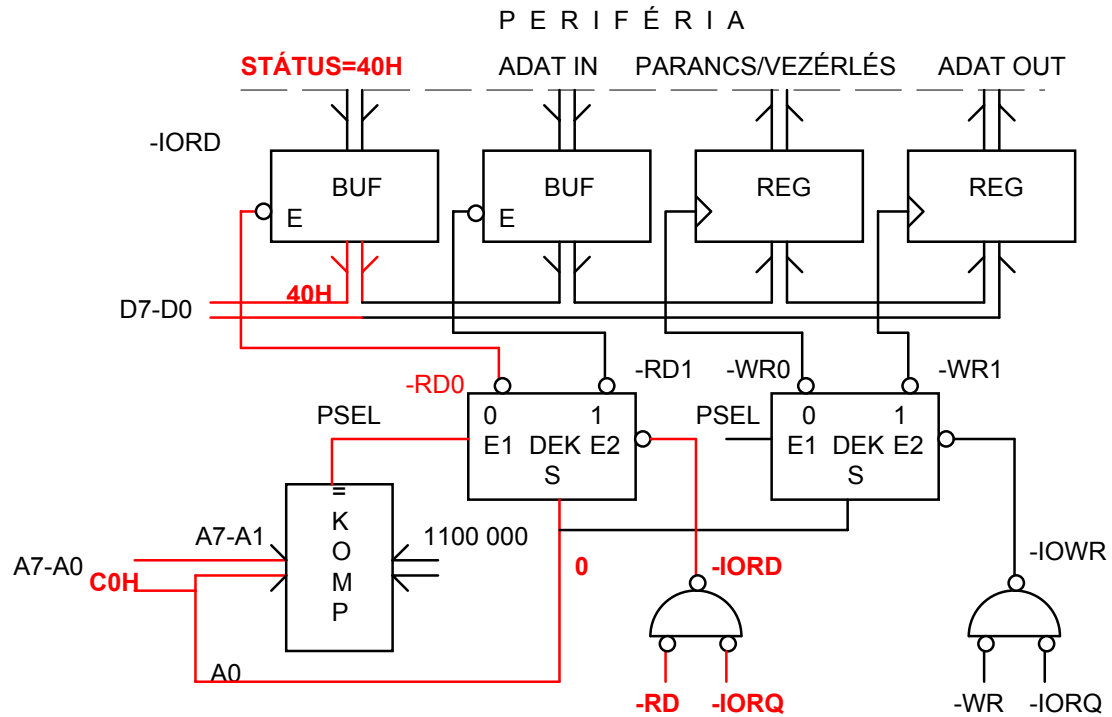 P E R I F É R I A
STÁTUS=40H ADAT IN PARANCS/VEZÉRLÉS ADAT OUT
-IORD
BUF BUF REG REG
E E
40H
D7-D0
-RD0 -RD1 -WR0 -WR1
PSEL 0 1 PSEL 0 1
E1 DEK E2 E1 DEK E2
S S
=
K
O
M
P
A7-A1 1100 000
A7-A0 C0H 0 -IORD -IOWR
A0
-RD -IORQ -WR -IORQ